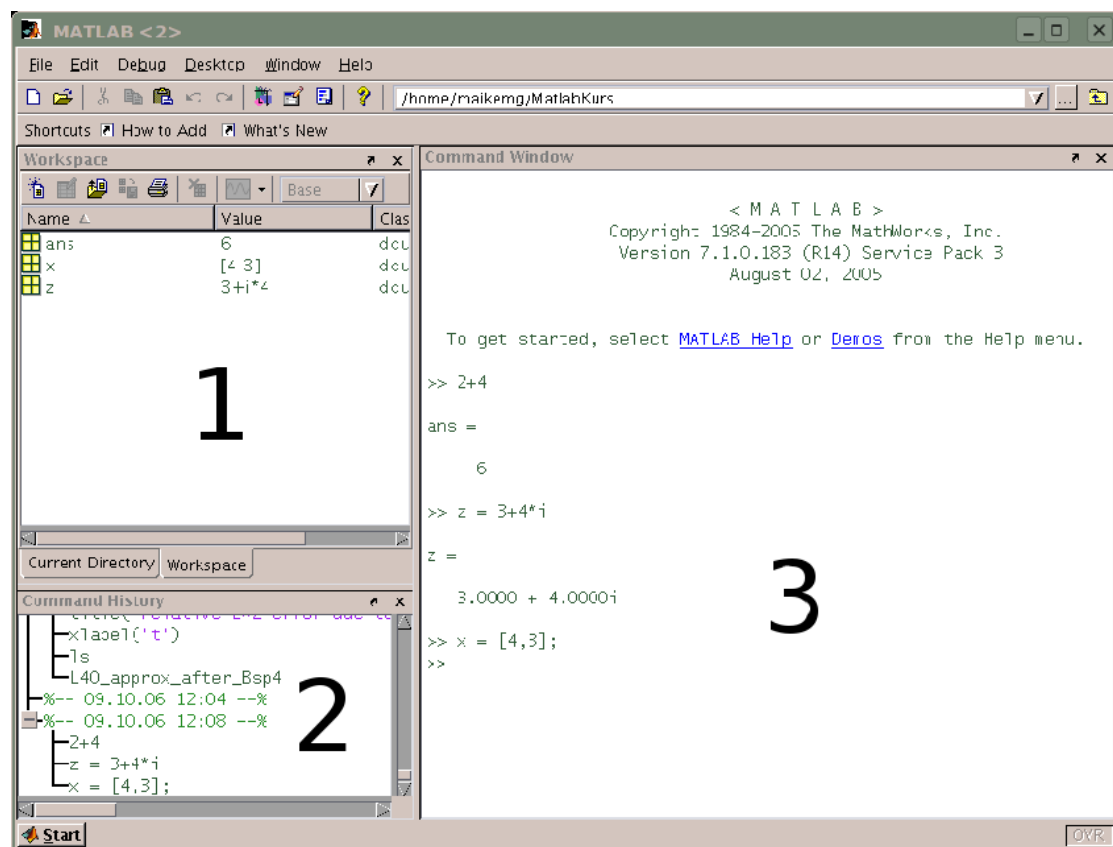 MATLAB <2>
File Edit Debug Desktop Window Help
/home/maikemg/MatlabKurs
...
Shortcuts How to Add What's New
Workspace
Base
Name Value Clas
ans 6 dou
x [4 3] dou
z 3+i*4 dou
1
Current Directory Workspace
Command History
xlabel('t')
ls
L40_approx_after_Bsp4
%-- 09.10.06 12:04 --%
%-- 09.10.06 12:08 --%
2+4
z = 3+4*i
x = [4,3];
2
Start
Command Window
< M A T L A B >
Copyright 1984-2005 The MathWorks, Inc.
Version 7.1.0.183 (R14) Service Pack 3
August 02, 2005
To get started, select MATLAB Help or Demos from the Help menu.
>> 2+4
ans =
6
>> z = 3+4*i
z =
3.0000 + 4.0000i
>> x = [4,3];
>>
3
OVR